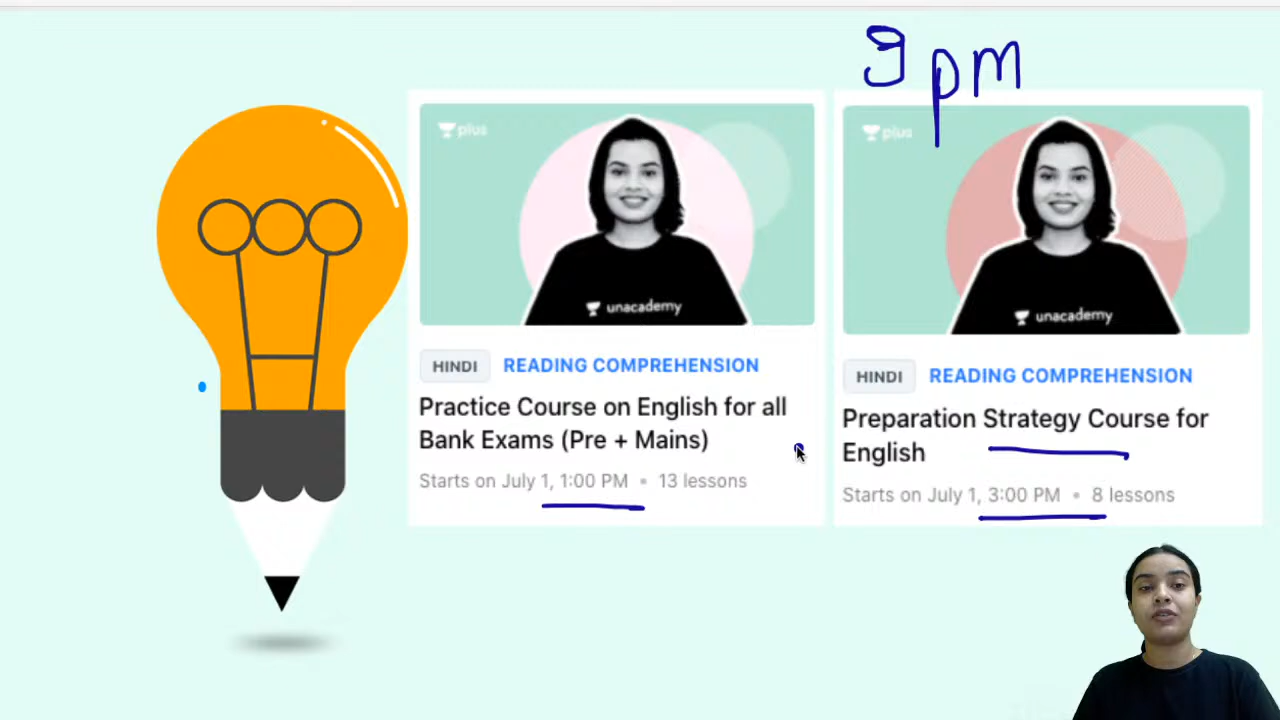 9 pm
plus
unacademy
HINDI READING COMPREHENSION
Practice Course on English for all
Bank Exams (Pre + Mains)
Starts on July 1, 1:00 PM • 13 lessons
plus
unacademy
HINDI READING COMPREHENSION
Preparation Strategy Course for
English
Starts on July 1, 3:00 PM • 8 lessons